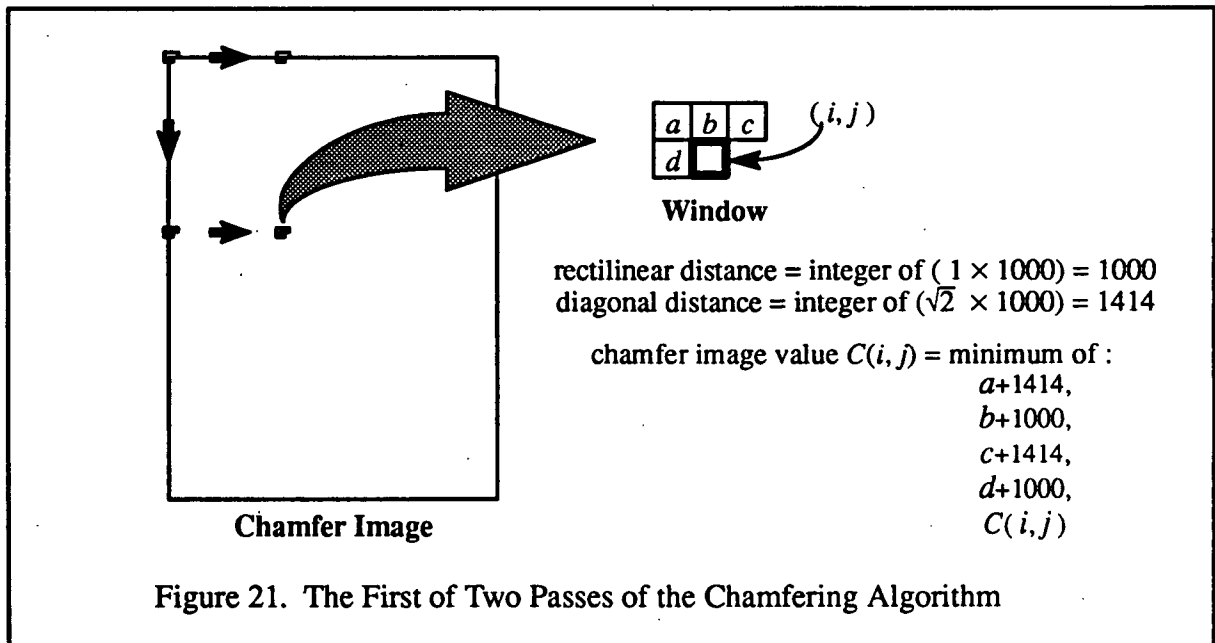 a b c
(i, j)
d
Window
rectilinear distance = integer of ( 1 × 1000) = 1000
diagonal distance = integer of (√2 × 1000) = 1414
chamfer image value C(i, j) = minimum of :
a+1414,
b+1000,
c+1414,
d+1000,
C(i, j)
Chamfer Image
Figure 21. The First of Two Passes of the Chamfering Algorithm